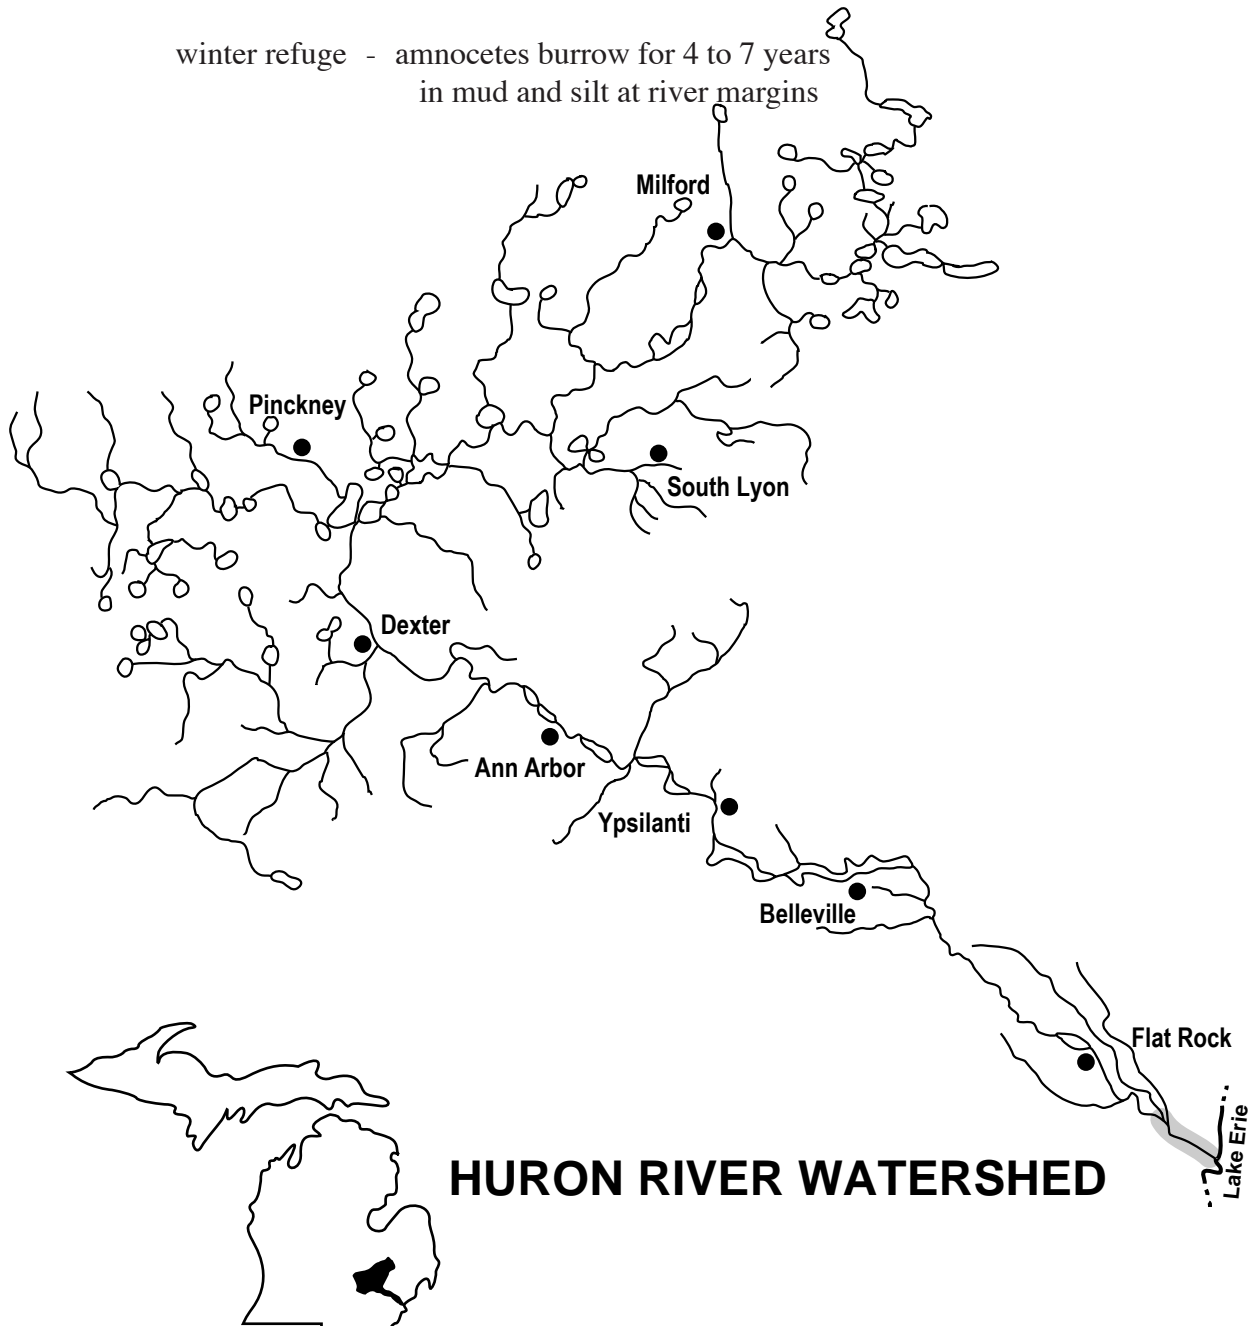 winter refuge - amnocetes burrow for 4 to 7 years
in mud and silt at river margins
Milford
Pinckney
South Lyon
Dexter
Ann Arbor
Ypsilanti
Belleville
Flat Rock
Lake Erie
HURON RIVER WATERSHED